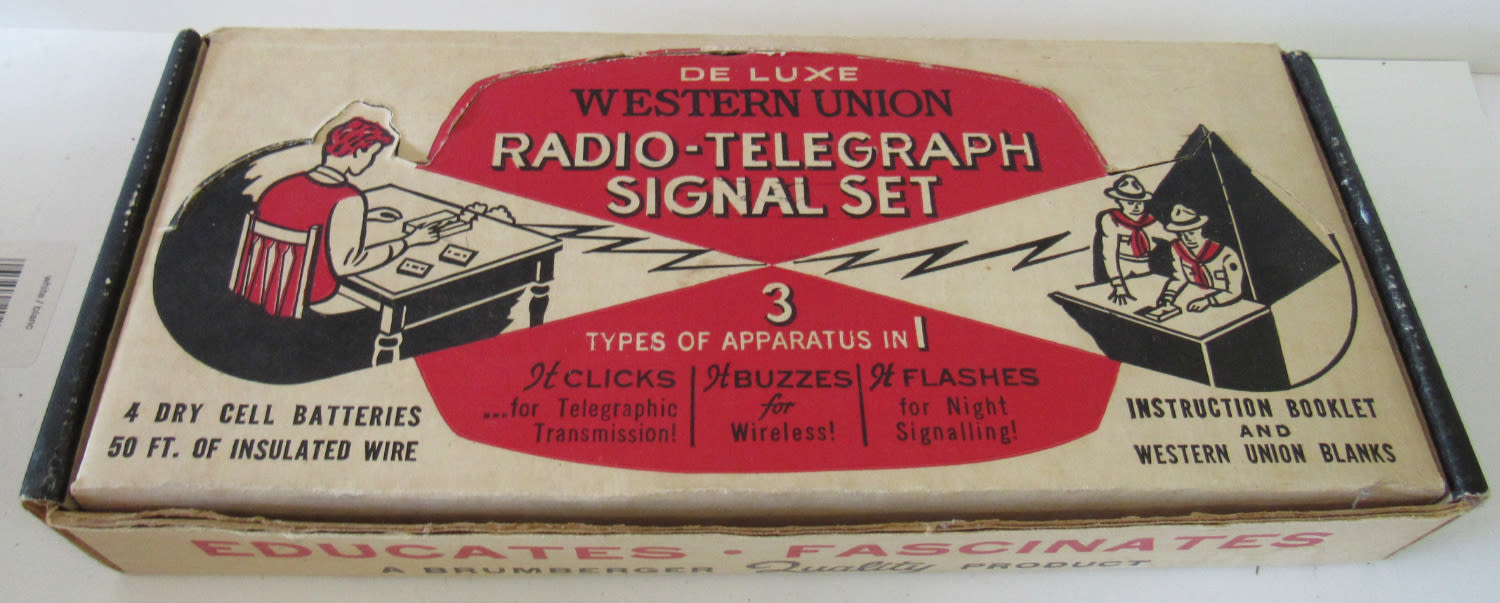 DE LUXE
WESTERN UNION
RADIO-TELEGRAPH
SIGNAL SET
3
TYPES OF APPARATUS IN 1
It CLICKS
...for Telegraphic
Transmission!
It BUZZES
for
Wireless!
It FLASHES
for Night
Signalling!
4 DRY CELL BATTERIES
50 FT. OF INSULATED WIRE
INSTRUCTION BOOKLET
AND
WESTERN UNION BLANKS
EDUCATES · FASCINATES
A BRUMBERGER Quality PRODUCT
white / blanc